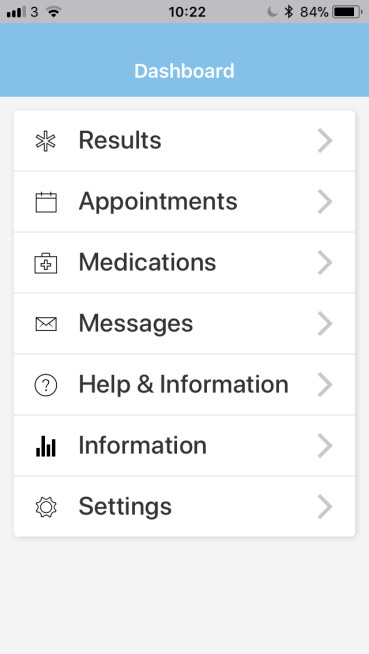 3 10:22 84%
Dashboard
Results
Appointments
Medications
Messages
Help & Information
Information
Settings